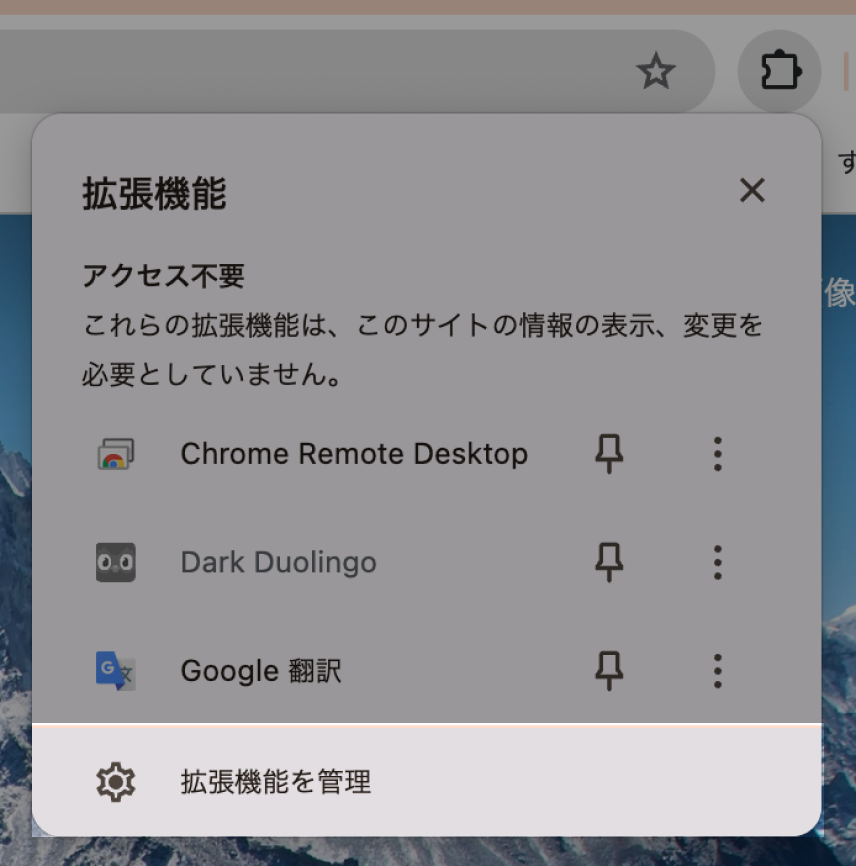 す
拡張機能
アクセス不要
像
これらの拡張機能は、このサイトの情報の表示、変更を
必要としていません。
Chrome Remote Desktop
Dark Duolingo
Google 翻訳
拡張機能を管理